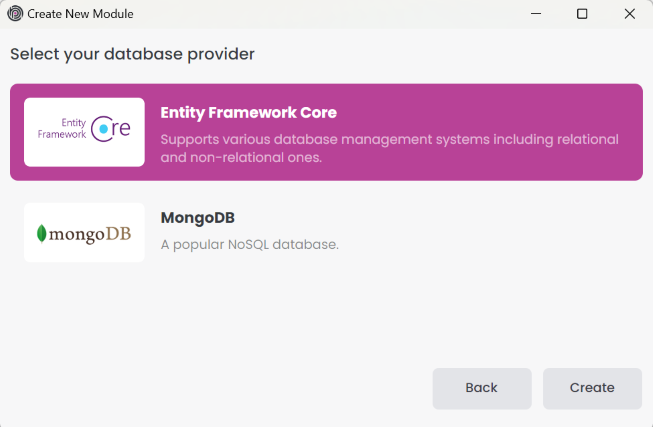 Create New Module
Select your database provider
Entity
Framework
Core
Entity Framework Core
Supports various database management systems including relational
and non-relational ones.
mongoDB
MongoDB
A popular NoSQL database.
Back
Create